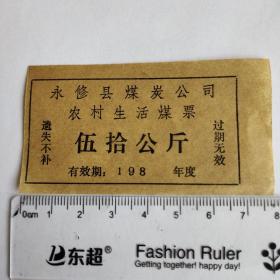 永修县煤炭公司
农村生活煤票
遗失不补
伍拾公斤
过期无效
有效期：198 年度
0cm 1 2 3 4 5 6 7 8
东超 Fashion Ruler
Getting together! happy day!